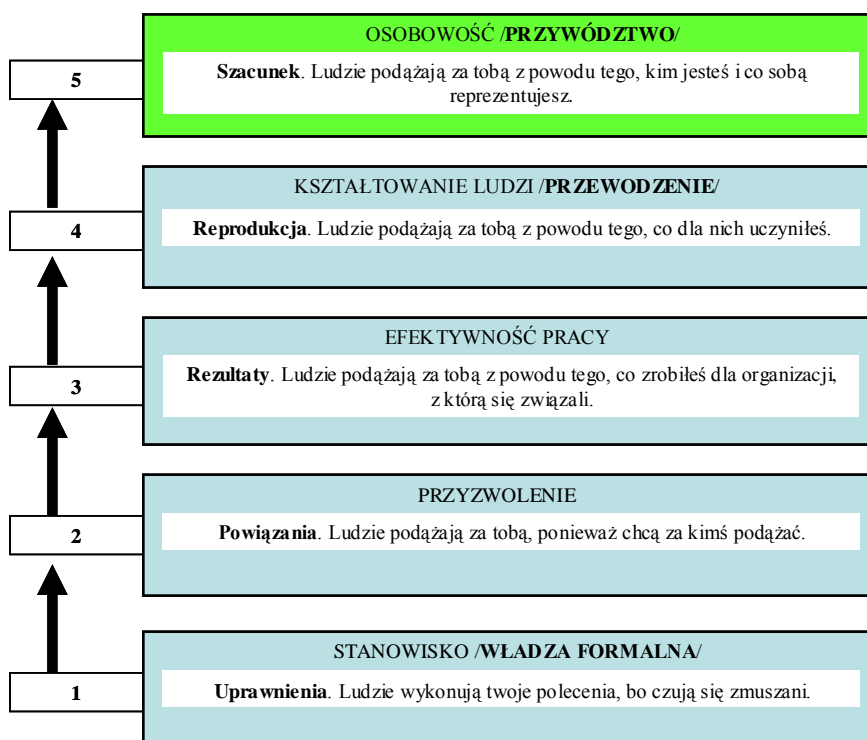 OSOBOWOŚĆ /PRZYWÓDZTWO/
5
Szacunek. Ludzie podążają za tobą z powodu tego, kim jesteś i co sobą
reprezentujesz.
KSZTAŁTOWANIE LUDZI /PRZEWODZENIE/
4
Reprodukcja. Ludzie podążają za tobą z powodu tego, co dla nich uczyniłeś.
EFEKTYWNOŚĆ PRACY
3
Rezultaty. Ludzie podążają za tobą z powodu tego, co zrobiłeś dla organizacji,
z którą się związali.
PRZYZWOLENIE
2
Powiązania. Ludzie podążają za tobą, ponieważ chcą za kimś podążać.
STANOWISKO /WŁADZA FORMALNA/
1
Uprawnienia. Ludzie wykonują twoje polecenia, bo czują się zmuszani.